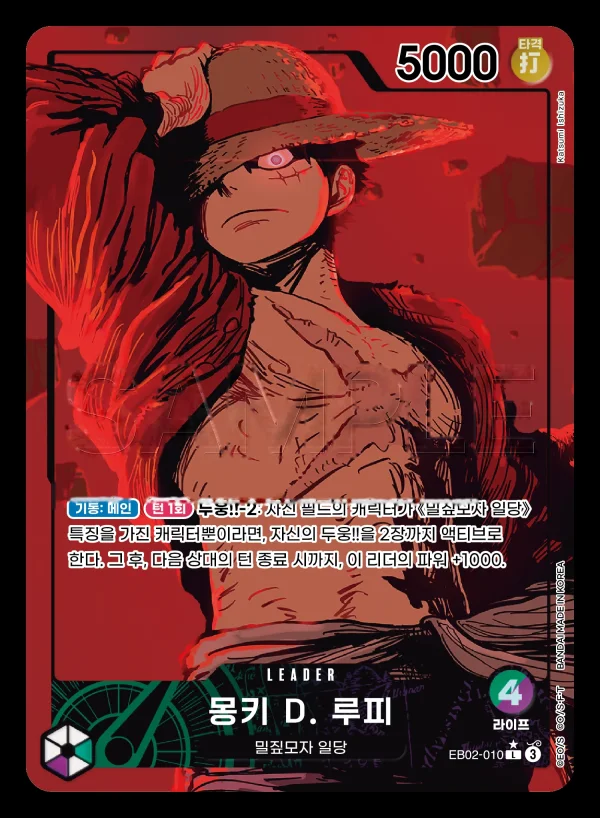 5000
타격
打
Katsumi Ishizuka
SAMPLE
기동: 메인 턴 1회 두웅!!-2: 자신 필드의 캐릭터가 《밀짚모자 일당》
특징을 가진 캐릭터뿐이라면, 자신의 두웅!!을 2장까지 액티브로
한다. 그 후, 다음 상대의 턴 종료 시까지, 이 리더의 파워 +1000.
LEADER
몽키 D. 루피
밀짚모자 일당
4
라이프
EB02-010 L 3
©EO/S ©O/S·F·T BANDAI MADE IN KOREA